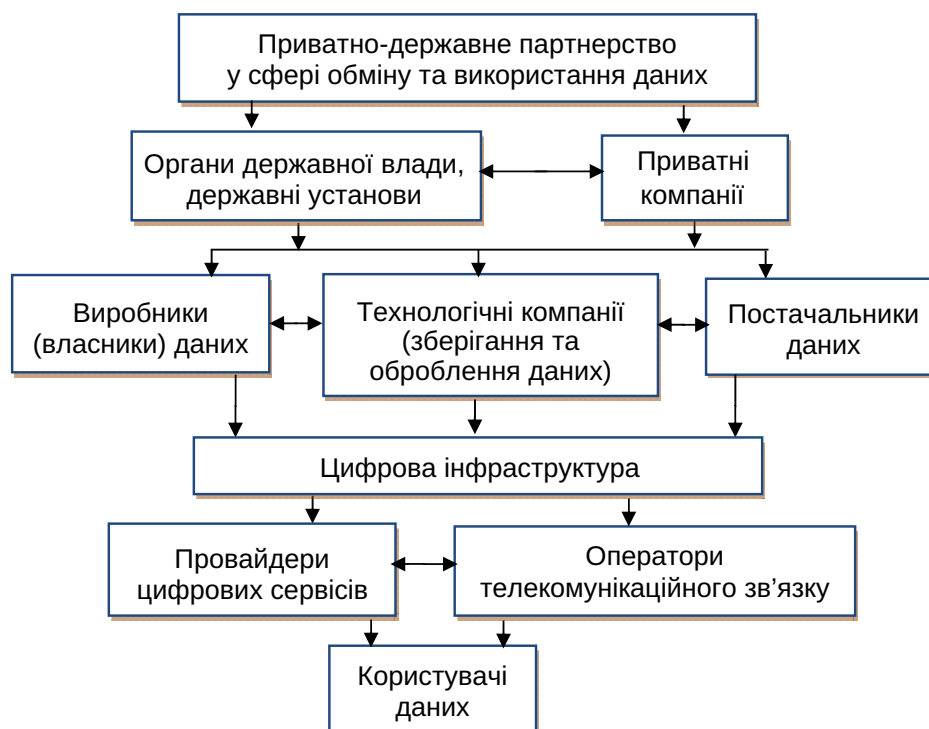 Приватно-державне партнерство
у сфері обміну та використання даних
Органи державної влади,
державні установи
Приватні
компанії
Виробники
(власники) даних
Технологічні компанії
(зберігання та
оброблення даних)
Постачальники
даних
Цифрова інфраструктура
Провайдери
цифрових сервісів
Оператори
телекомунікаційного зв’язку
Користувачі
даних